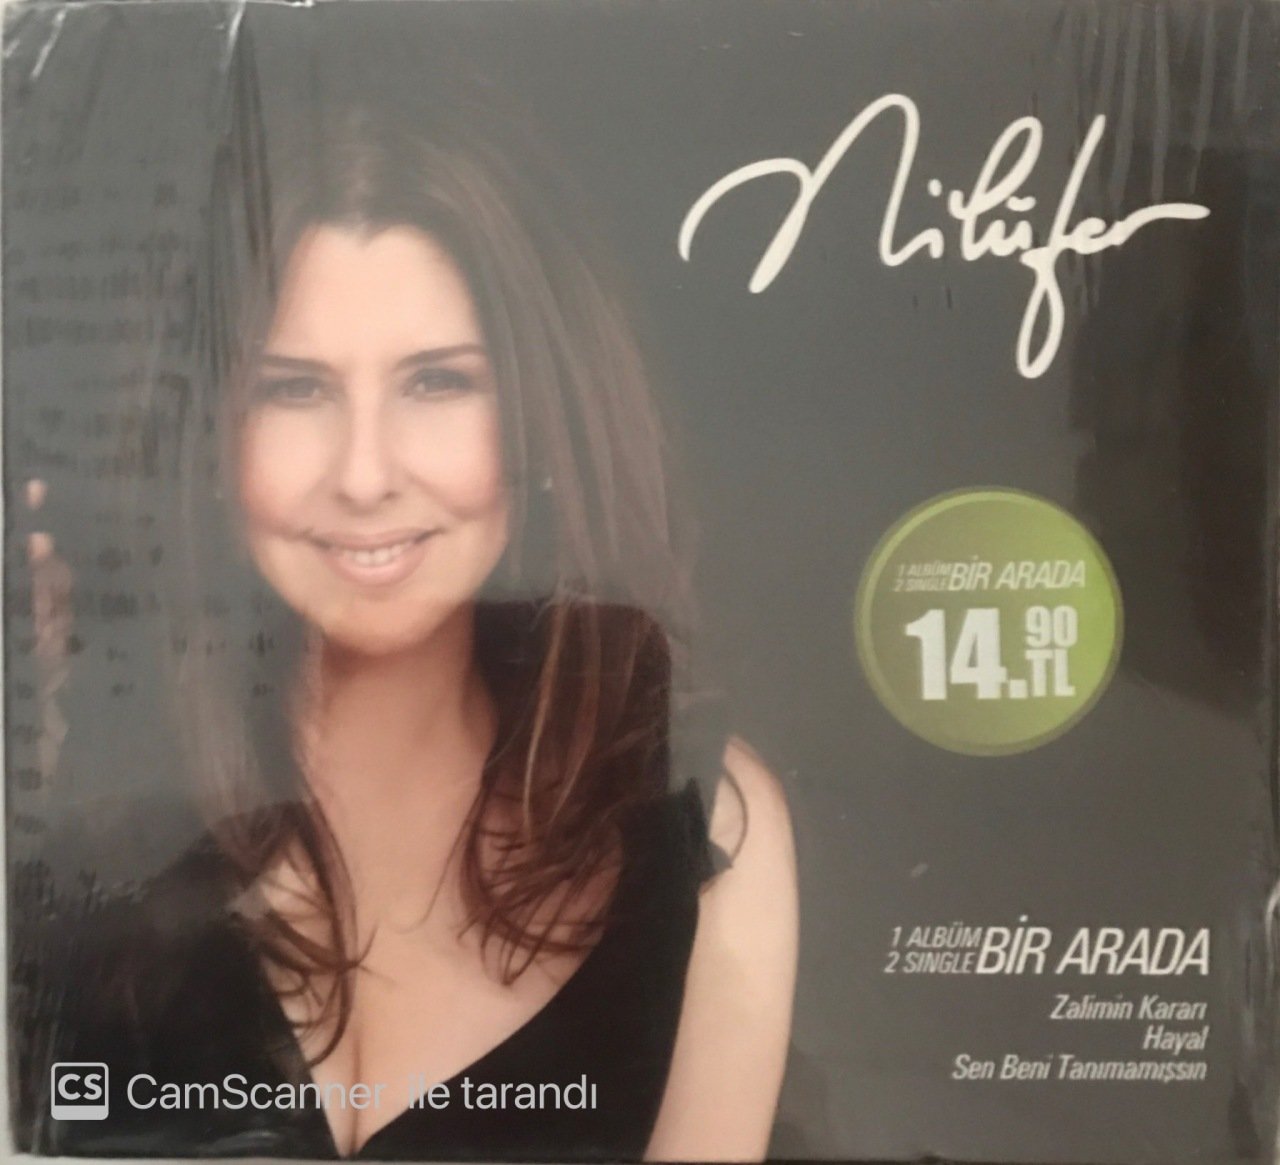 Nilüfer
1 ALBÜM
2 SINGLE BİR ARADA
14.90 TL
1 ALBÜM
2 SINGLE BİR ARADA
Zalimin Kararı
Hayal
Sen Beni Tanımamışsın
CS CamScanner ile tarandı